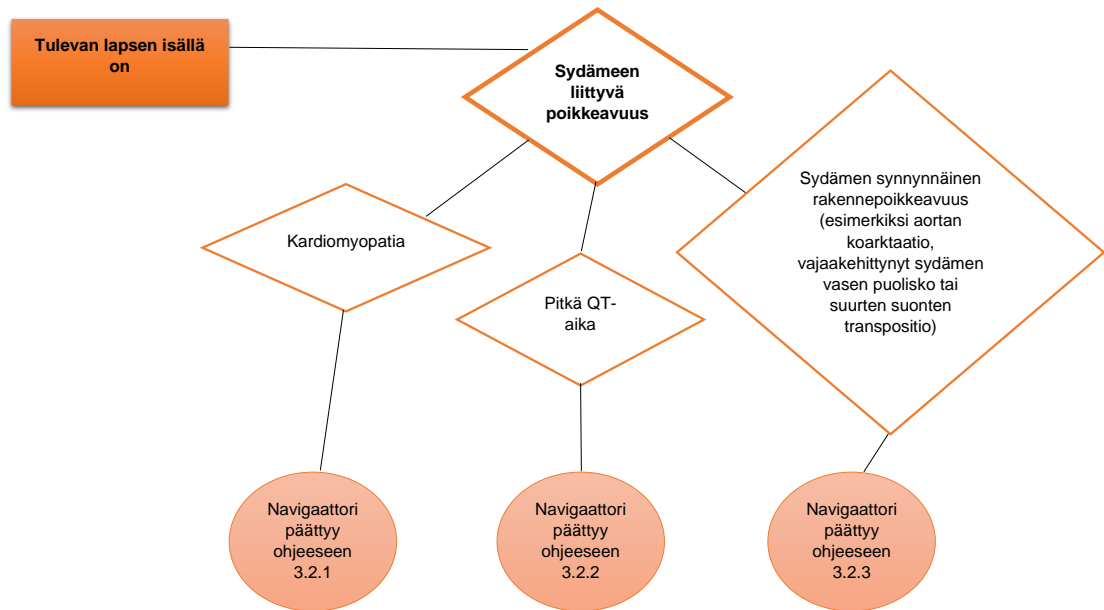 Tulevan lapsen isällä
on
Sydämeen
liittyvä
poikkeavuus
Kardiomyopatia
Pitkä QT-
aika
Sydämen synnynnäinen
rakennepoikkeavuus
(esimerkiksi aortan
koarktaatio,
vajaakehittynyt sydämen
vasen puolisko tai
suurten suonten
transpositio)
Navigaattori
päättyy
ohjeeseen
3.2.1
Navigaattori
päättyy
ohjeeseen
3.2.2
Navigaattori
päättyy
ohjeeseen
3.2.3